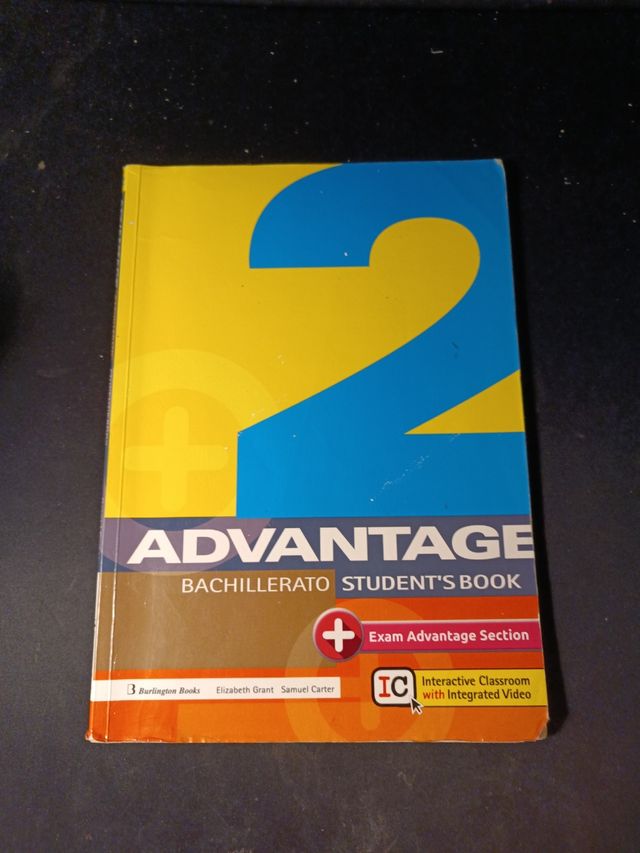 2
ADVANTAGE
BACHILLERATO STUDENT'S BOOK
+ Exam Advantage Section
B Burlington Books Elizabeth Grant Samuel Carter
IC Interactive Classroom
with Integrated Video